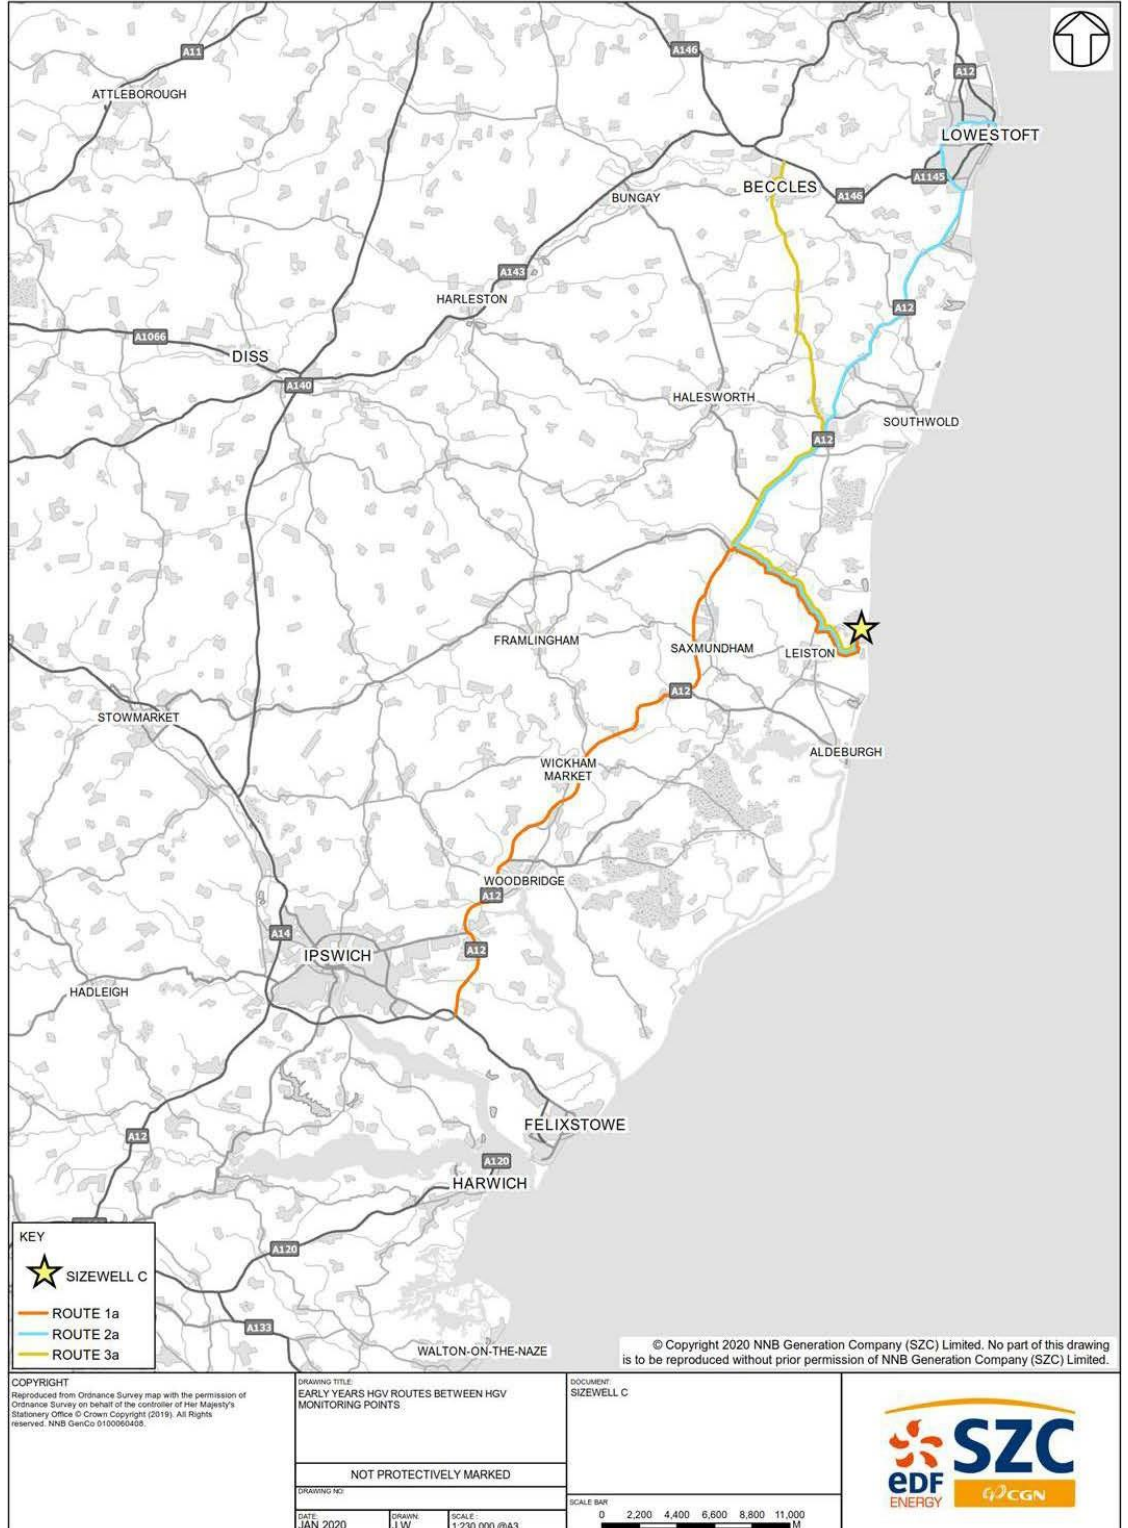 A11
A146
A12
ATTLEBOROUGH
LOWESTOFT
BECCLES
A1145
A146
BUNGAY
A143
HARLESTON
A12
A1066
DISS
A140
HALESWORTH
SOUTHWOLD
A12
FRAMLINGHAM
SAXMUNDHAM
LEISTON
A12
STOWMARKET
ALDEBURGH
WICKHAM
MARKET
WOODBRIDGE
A12
A14
A12
IPSWICH
HADLEIGH
FELIXSTOWE
A12
A120
HARWICH
A120
A133
WALTON-ON-THE-NAZE
KEY
SIZEWELL C
ROUTE 1a
ROUTE 2a
ROUTE 3a
© Copyright 2020 NNB Generation Company (SZC) Limited. No part of this drawing
is to be reproduced without prior permission of NNB Generation Company (SZC) Limited.
COPYRIGHT
Reproduced from Ordnance Survey map with the permission of
Ordnance Survey on behalf of the controller of Her Majesty's
Stationery Office © Crown Copyright (2019). All Rights
reserved. NNB GenCo 0100060408.
DRAWING TITLE:
EARLY YEARS HGV ROUTES BETWEEN HGV
MONITORING POINTS
NOT PROTECTIVELY MARKED
DRAWING NO:
DATE:
JAN 2020
DRAWN:
J.W.
SCALE :
1:230,000 @A3
DOCUMENT:
SIZEWELL C
SCALE BAR
0 2,200 4,400 6,600 8,800 11,000
M
eDF
ENERGY
SZC
CGN